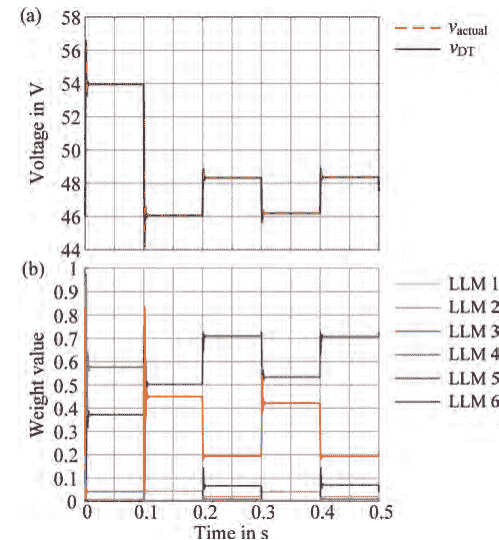 (a)
58
56
54
52
50
48
46
44
Voltage in V
v actual
v DT
(b)
1
0.9
0.8
0.7
0.6
0.5
0.4
0.3
0.2
0.1
0
Weight value
LLM 1
LLM 2
LLM 3
LLM 4
LLM 5
LLM 6
0 0.1 0.2 0.3 0.4 0.5
Time in s